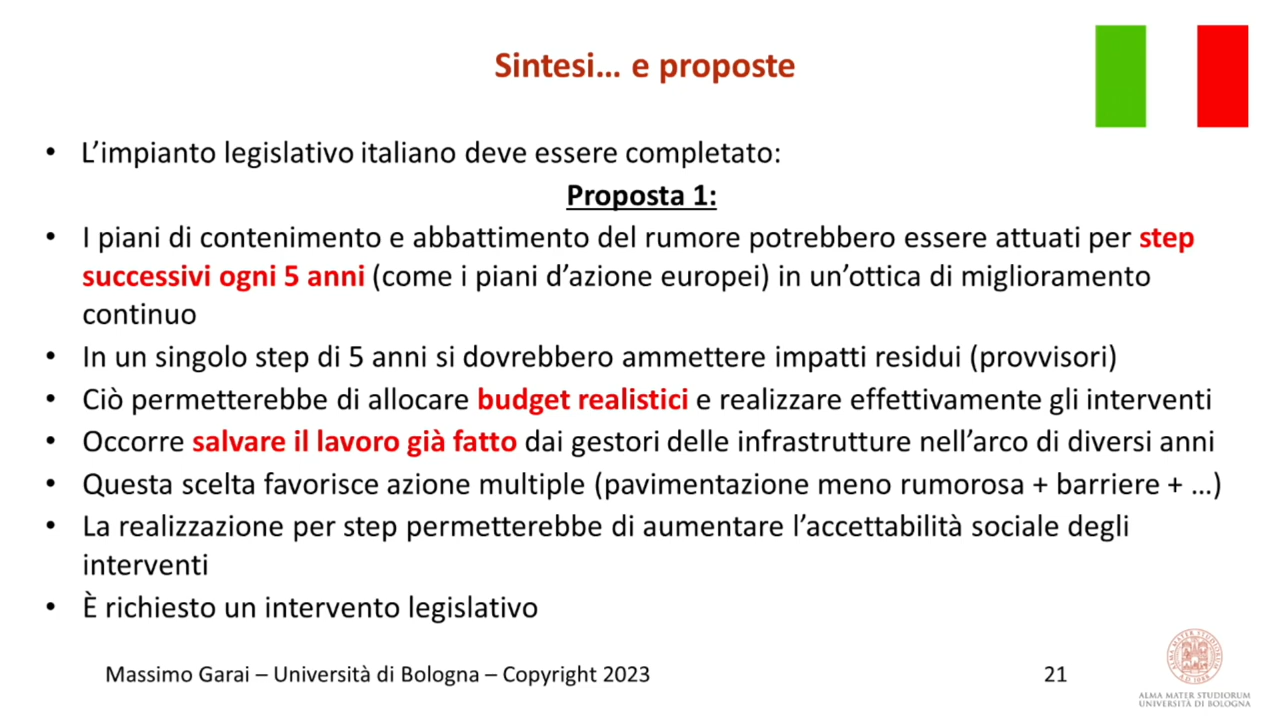 Sintesi… e proposte
• L’impianto legislativo italiano deve essere completato:
Proposta 1:
• I piani di contenimento e abbattimento del rumore potrebbero essere attuati per step
successivi ogni 5 anni (come i piani d’azione europei) in un’ottica di miglioramento
continuo
• In un singolo step di 5 anni si dovrebbero ammettere impatti residui (provvisori)
• Ciò permetterebbe di allocare budget realistici e realizzare effettivamente gli interventi
• Occorre salvare il lavoro già fatto dai gestori delle infrastrutture nell’arco di diversi anni
• Questa scelta favorisce azione multiple (pavimentazione meno rumorosa + barriere + …)
• La realizzazione per step permetterebbe di aumentare l’accettabilità sociale degli
interventi
• È richiesto un intervento legislativo
Massimo Garai – Università di Bologna – Copyright 2023
21
ALMA MATER STUDIORUM
UNIVERSITÀ DI BOLOGNA